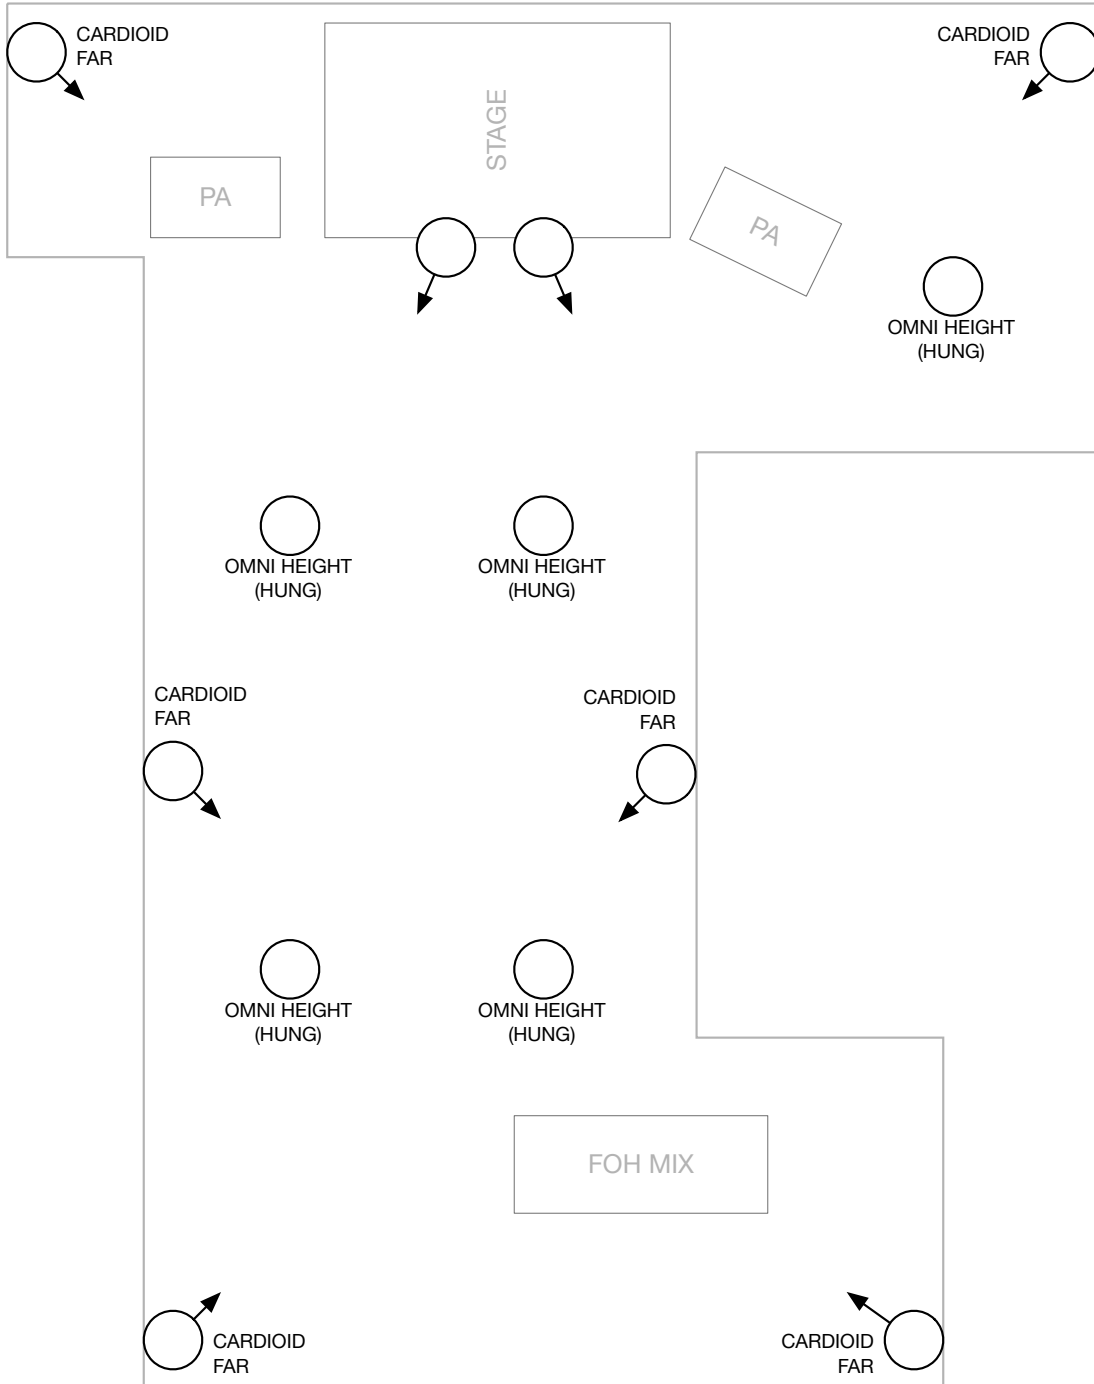 CARDIOID
FAR
CARDIOID
FAR
STAGE
PA
PA
OMNI HEIGHT
(HUNG)
OMNI HEIGHT
(HUNG)
OMNI HEIGHT
(HUNG)
CARDIOID
FAR
CARDIOID
FAR
OMNI HEIGHT
(HUNG)
OMNI HEIGHT
(HUNG)
FOH MIX
CARDIOID
FAR
CARDIOID
FAR